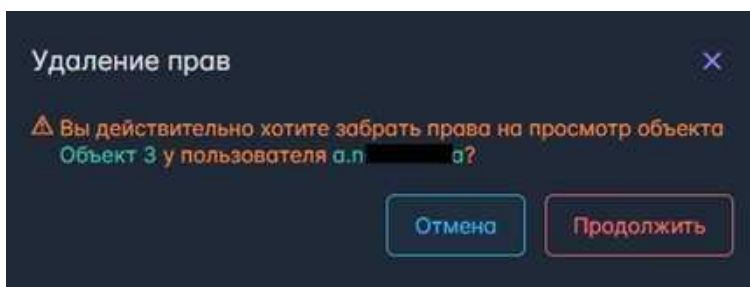 Удаление прав
Вы действительно хотите забрать права на просмотр объекта
Объект 3 у пользователя a.n a?
Отмена
Продолжить